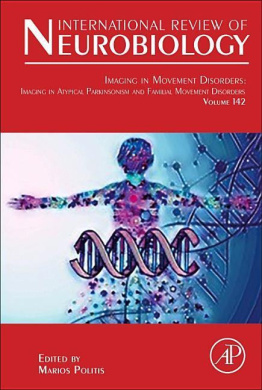 INTERNATIONAL REVIEW OF
NEUROBIOLOGY
IMAGING IN MOVEMENT DISORDERS:
IMAGING IN ATYPICAL PARKINSONISM AND FAMILIAL MOVEMENT DISORDERS
VOLUME 142
EDITED BY
MARIOS POLITIS
AP